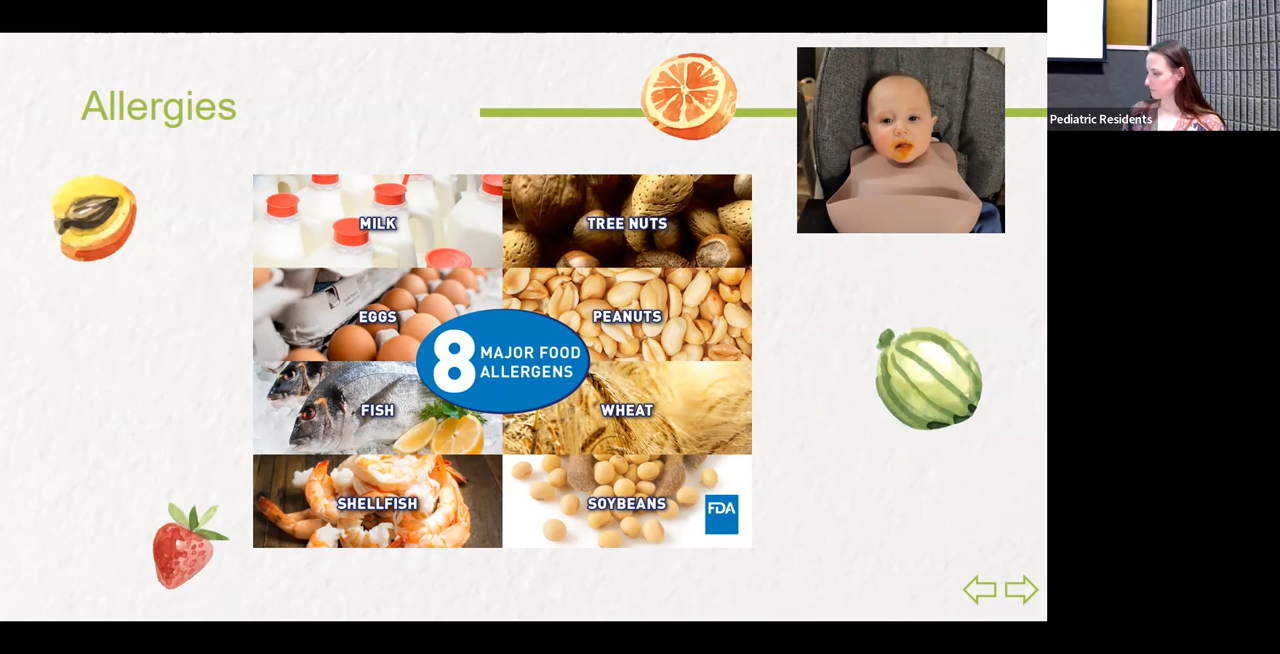 Allergies
Pediatric Residents
MILK
TREE NUTS
EGGS
PEANUTS
8 MAJOR FOOD
ALLERGENS
FISH
WHEAT
SHELLFISH
SOYBEANS
FDA